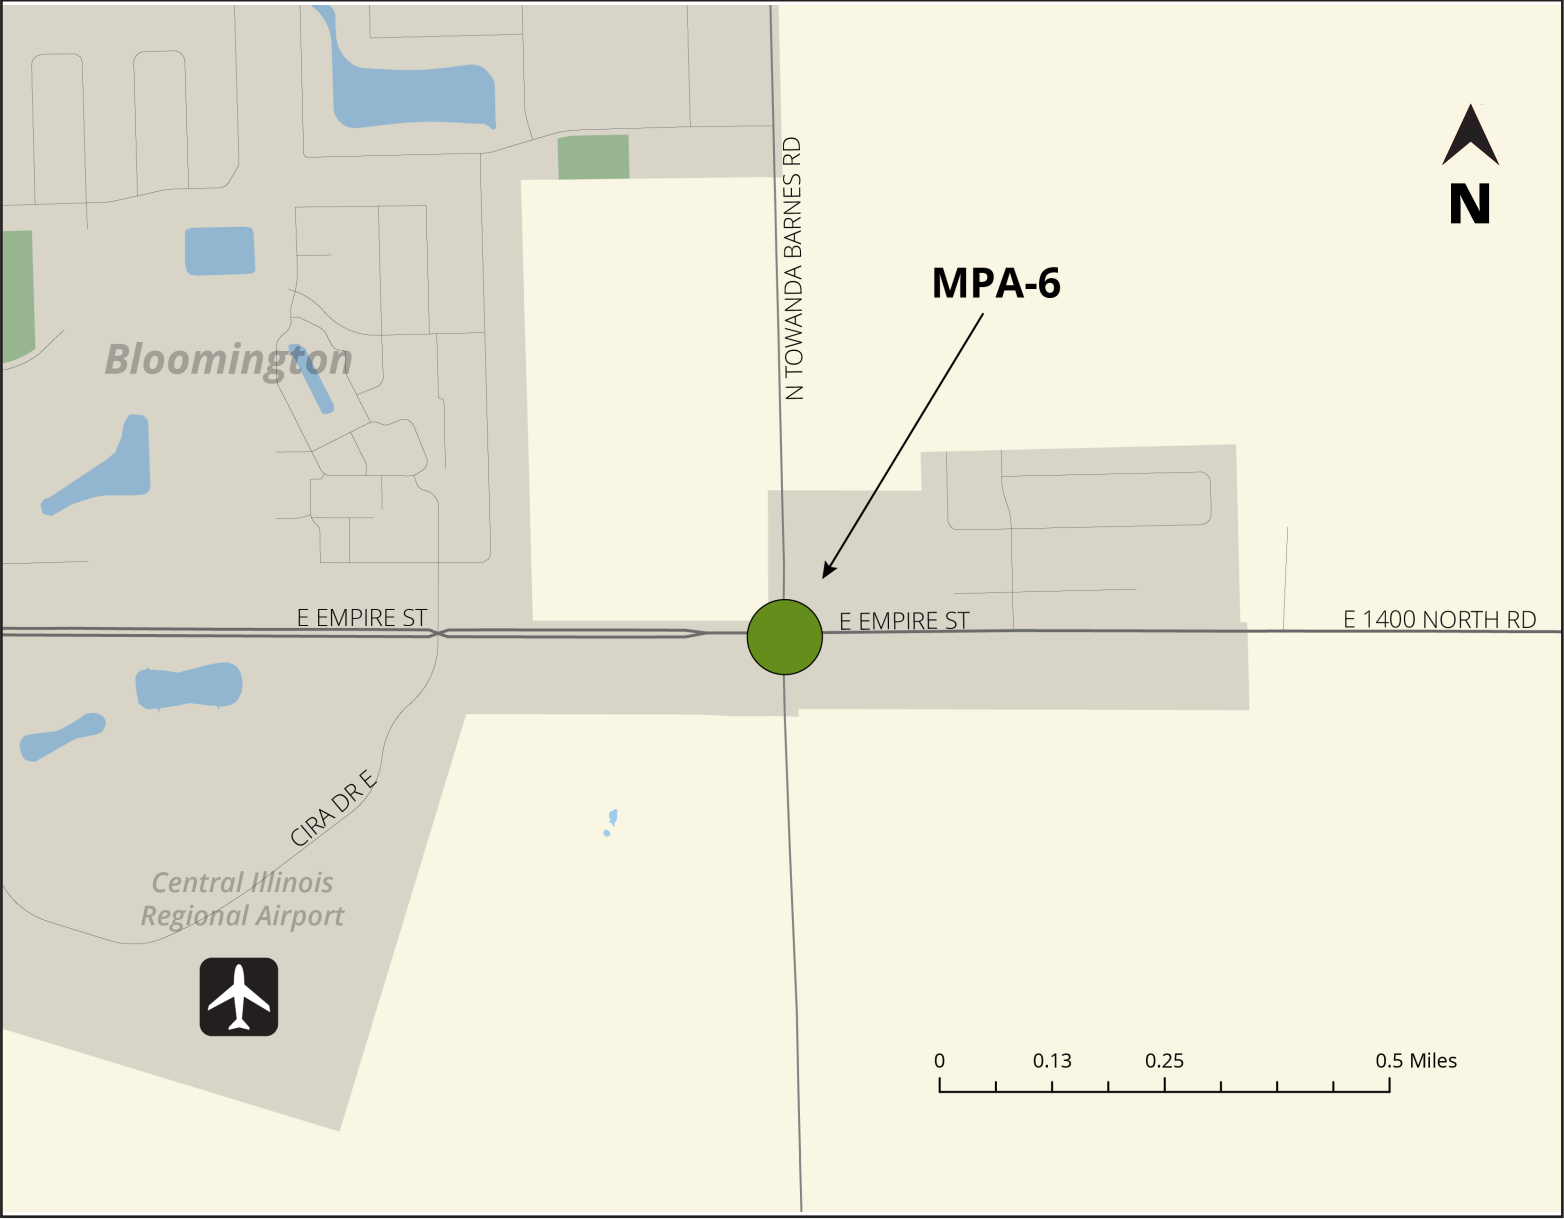 N TOWANDA BARNES RD
N
MPA-6
Bloomington
E EMPIRE ST
E EMPIRE ST
E 1400 NORTH RD
CIRA DR E
Central Illinois
Regional Airport
0 0.13 0.25 0.5 Miles